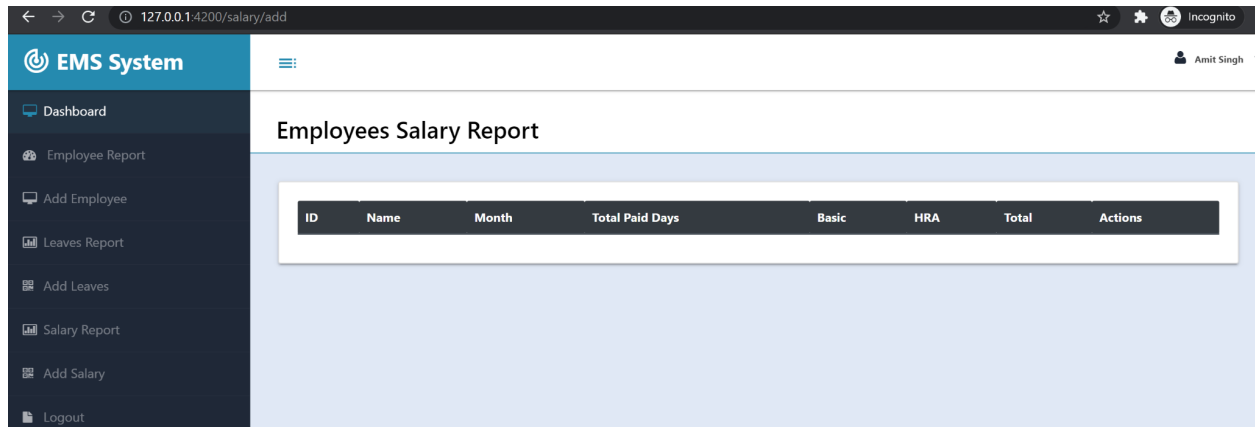 127.0.0.1:4200/salary/add
Incognito
EMS System
Amit Singh
Dashboard
Employees Salary Report
Employee Report
Add Employee
ID Name Month Total Paid Days Basic HRA Total Actions
Leaves Report
Add Leaves
Salary Report
Add Salary
Logout